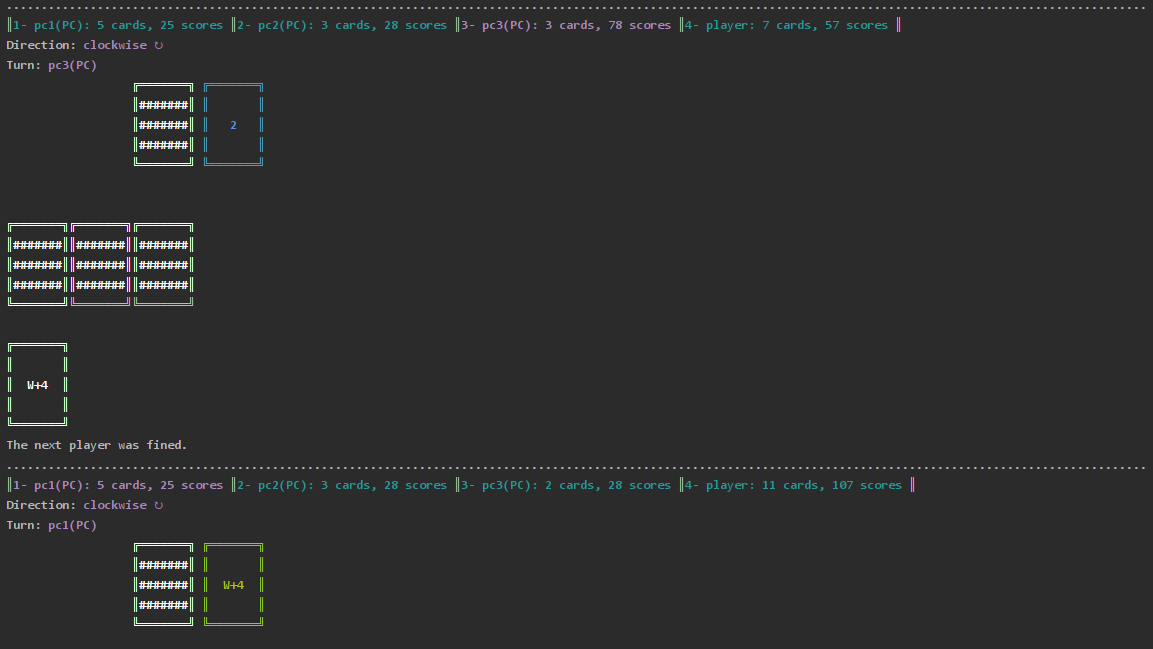 ║1- pc1(PC): 5 cards, 25 scores ║2- pc2(PC): 3 cards, 28 scores ║3- pc3(PC): 3 cards, 78 scores ║4- player: 7 cards, 57 scores ║
Direction: clockwise ↻
Turn: pc3(PC)
║#######║ ║       ║
║#######║ ║   2   ║
║#######║ ║       ║
║#######║║#######║║#######║
║#######║║#######║║#######║
║#######║║#######║║#######║
║  W+4  ║
The next player was fined.
║1- pc1(PC): 5 cards, 25 scores ║2- pc2(PC): 3 cards, 28 scores ║3- pc3(PC): 2 cards, 28 scores ║4- player: 11 cards, 107 scores ║
Direction: clockwise ↻
Turn: pc1(PC)
║#######║ ║       ║
║#######║ ║  W+4  ║
║#######║ ║       ║